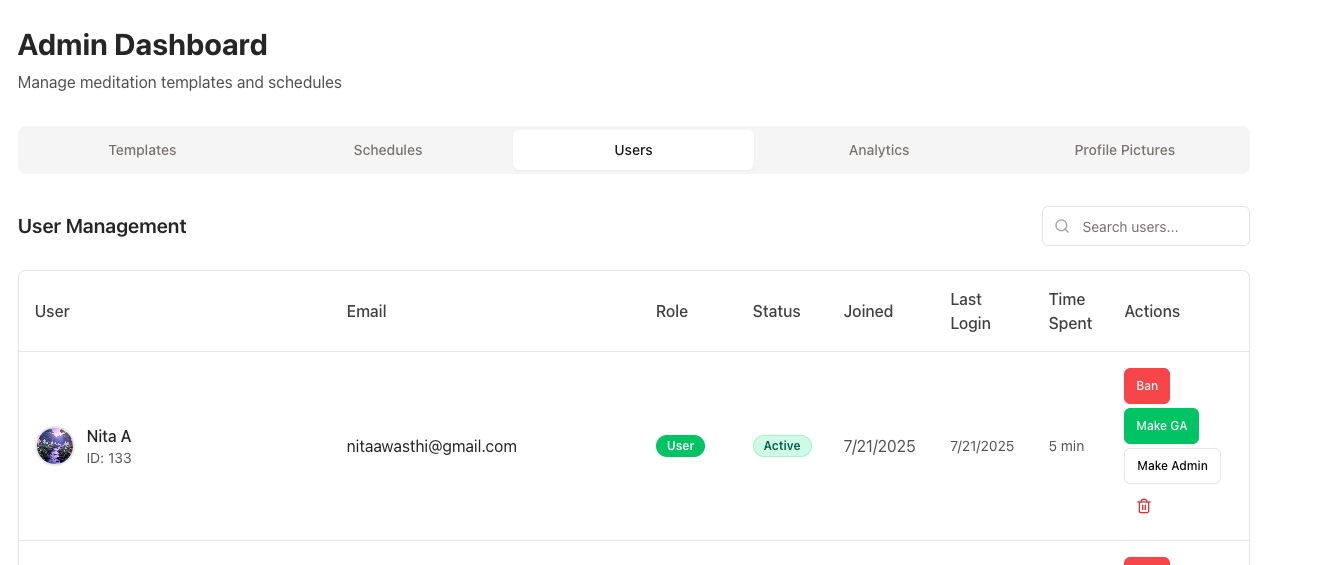 Admin Dashboard
Manage meditation templates and schedules
Templates Schedules Users Analytics Profile Pictures
User Management
Search users...
User Email Role Status Joined Last Login Time Spent Actions
Nita A
ID: 133
nitaawasthi@gmail.com
User
Active
7/21/2025
7/21/2025
5 min
Ban
Make GA
Make Admin